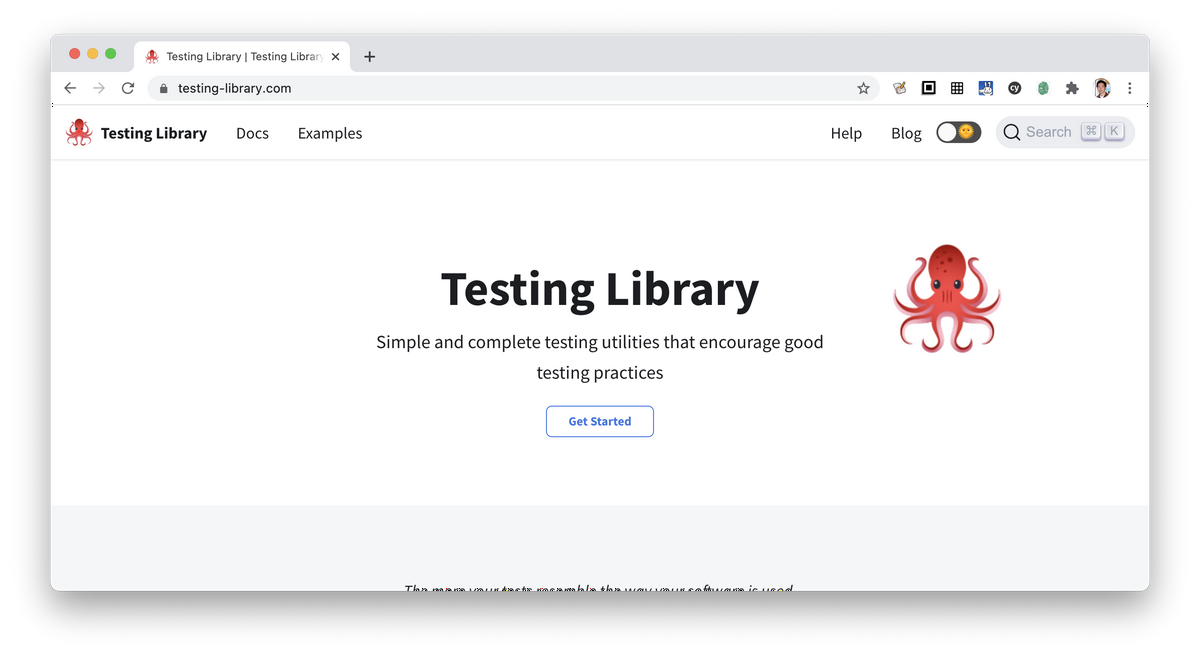 Testing Library | Testing Library
testing-library.com
cy
Testing Library Docs Examples Help Blog Search ⌘ K
Testing Library
Simple and complete testing utilities that encourage good
testing practices
Get Started
The more your tests resemble the way your software is used